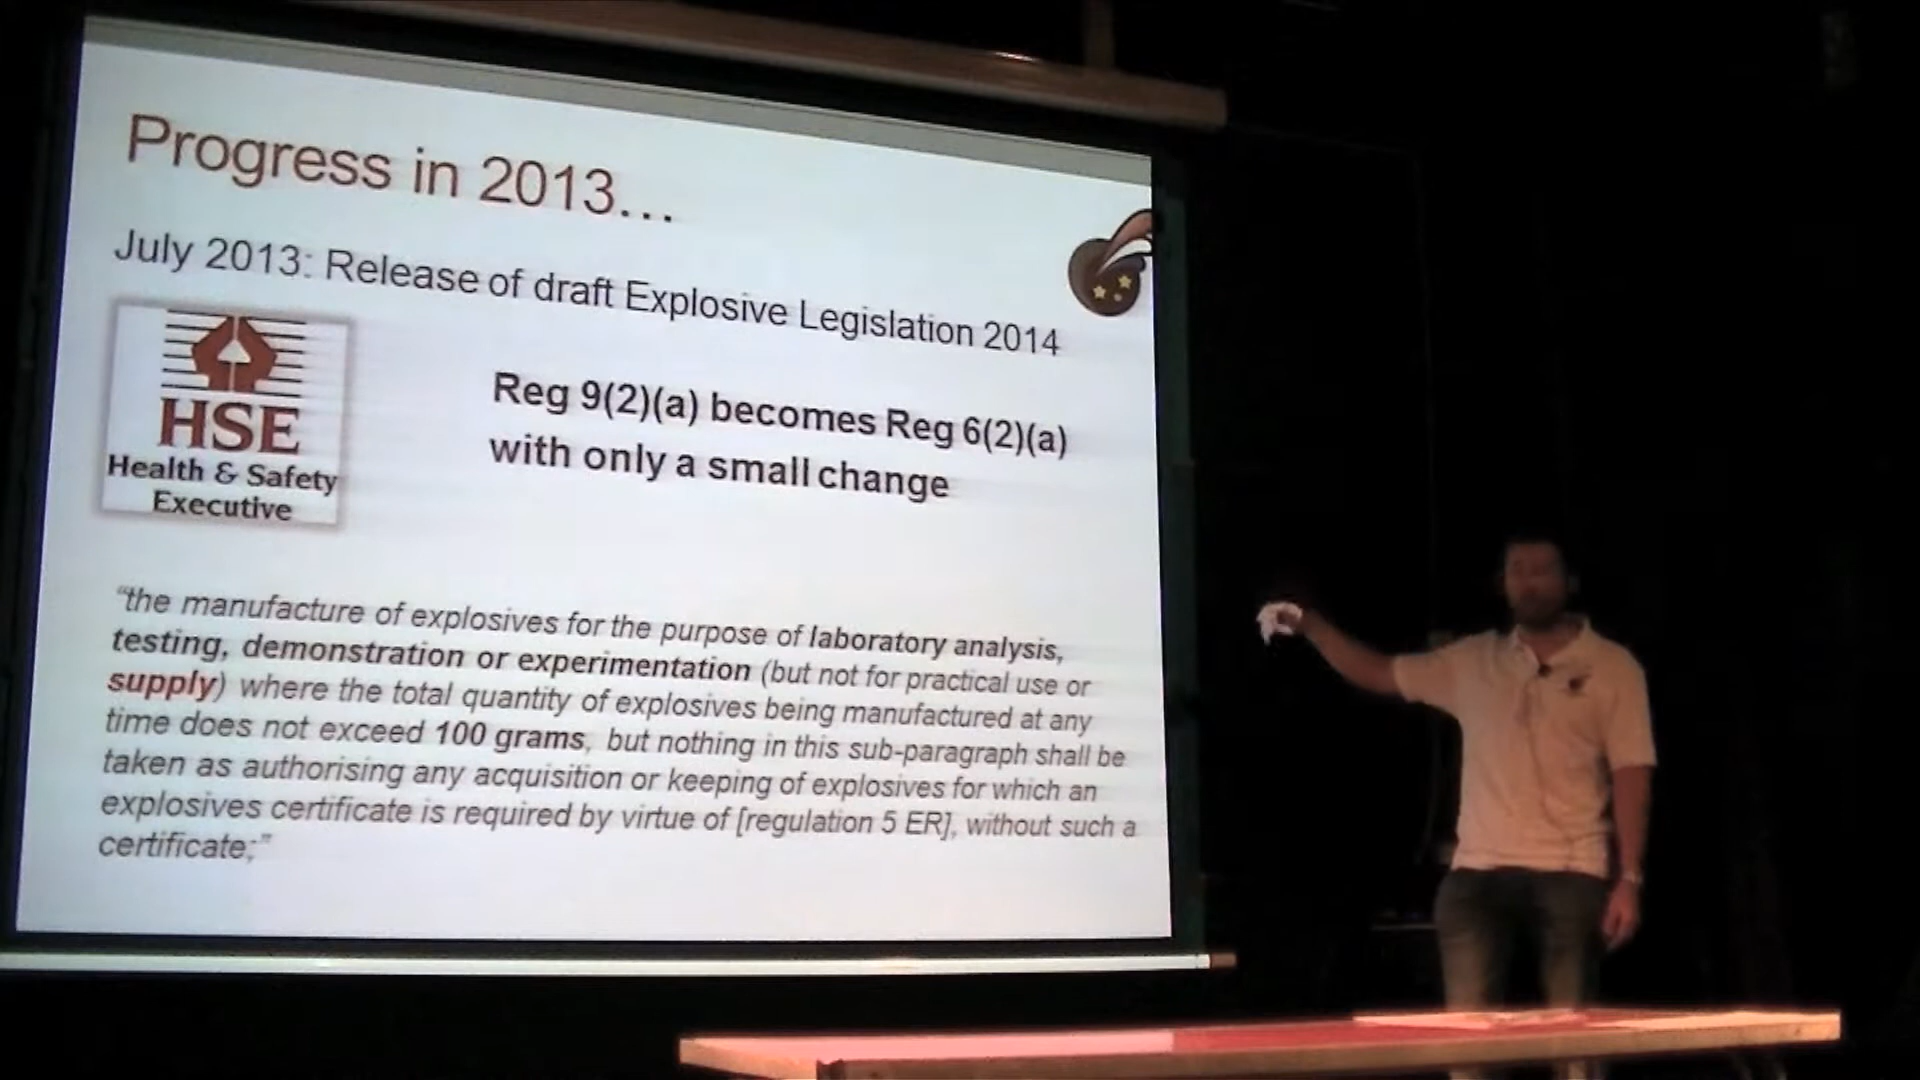 Progress in 2013...
July 2013: Release of draft Explosive Legislation 2014
HSE
Health & Safety
Executive
Reg 9(2)(a) becomes Reg 6(2)(a)
with only a small change
“the manufacture of explosives for the purpose of laboratory analysis,
testing, demonstration or experimentation (but not for practical use or
supply) where the total quantity of explosives being manufactured at any
time does not exceed 100 grams, but nothing in this sub-paragraph shall be
taken as authorising any acquisition or keeping of explosives for which an
explosives certificate is required by virtue of [regulation 5 ER], without such a
certificate;”